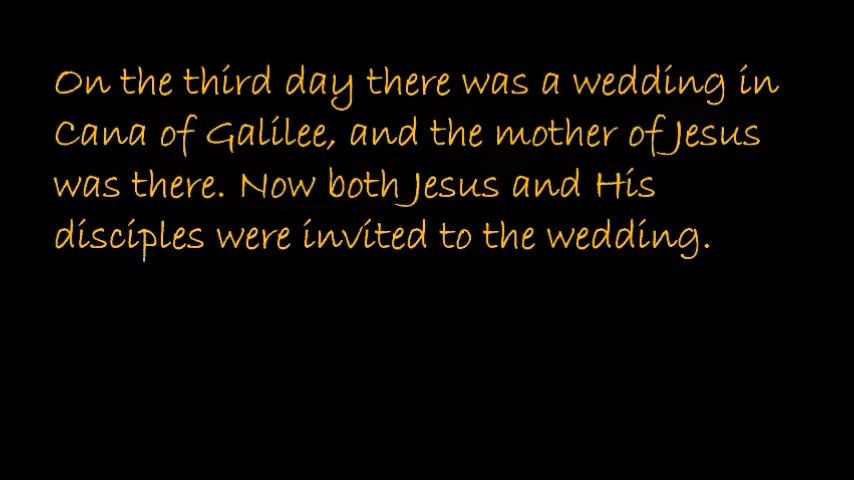 On the third day there was a wedding in
Cana of Galilee, and the mother of Jesus
was there. Now both Jesus and His
disciples were invited to the wedding.